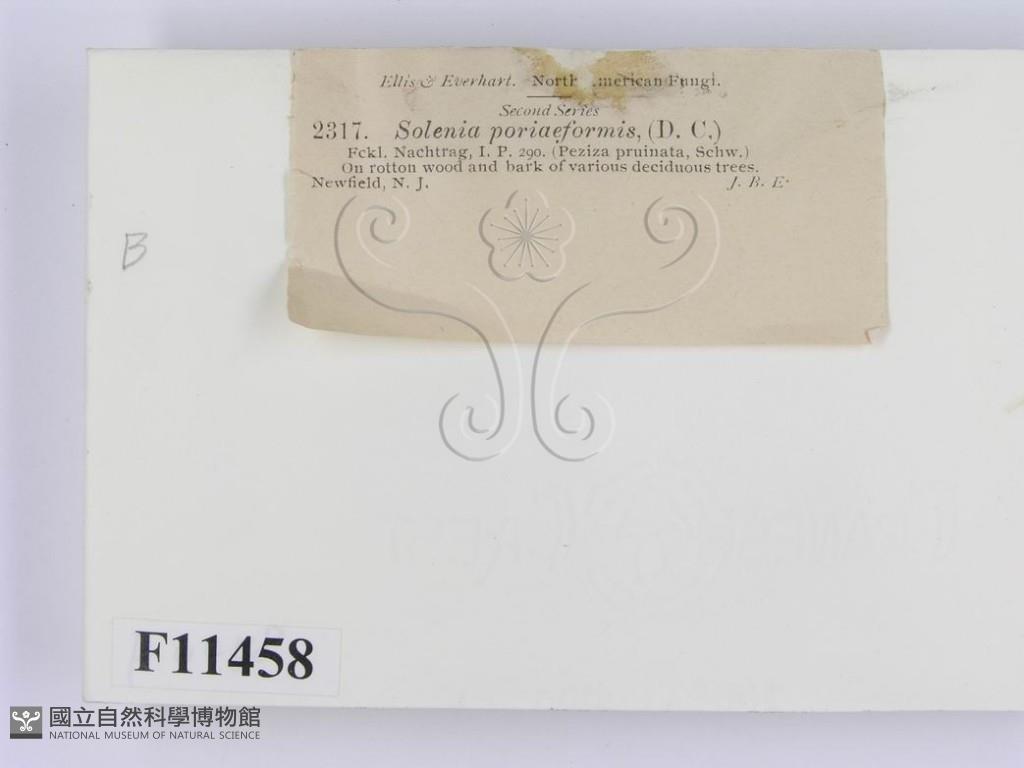 Ellis & Everhart. North American Fungi.
Second Series
2317. Solenia poriaeformis, (D. C.)
Fckl. Nachtrag, I. P. 290. (Peziza pruinata, Schw.)
On rotton wood and bark of various deciduous trees.
Newfield, N. J. J. B. E.
B
F11458
國立自然科學博物館
NATIONAL MUSEUM OF NATURAL SCIENCE